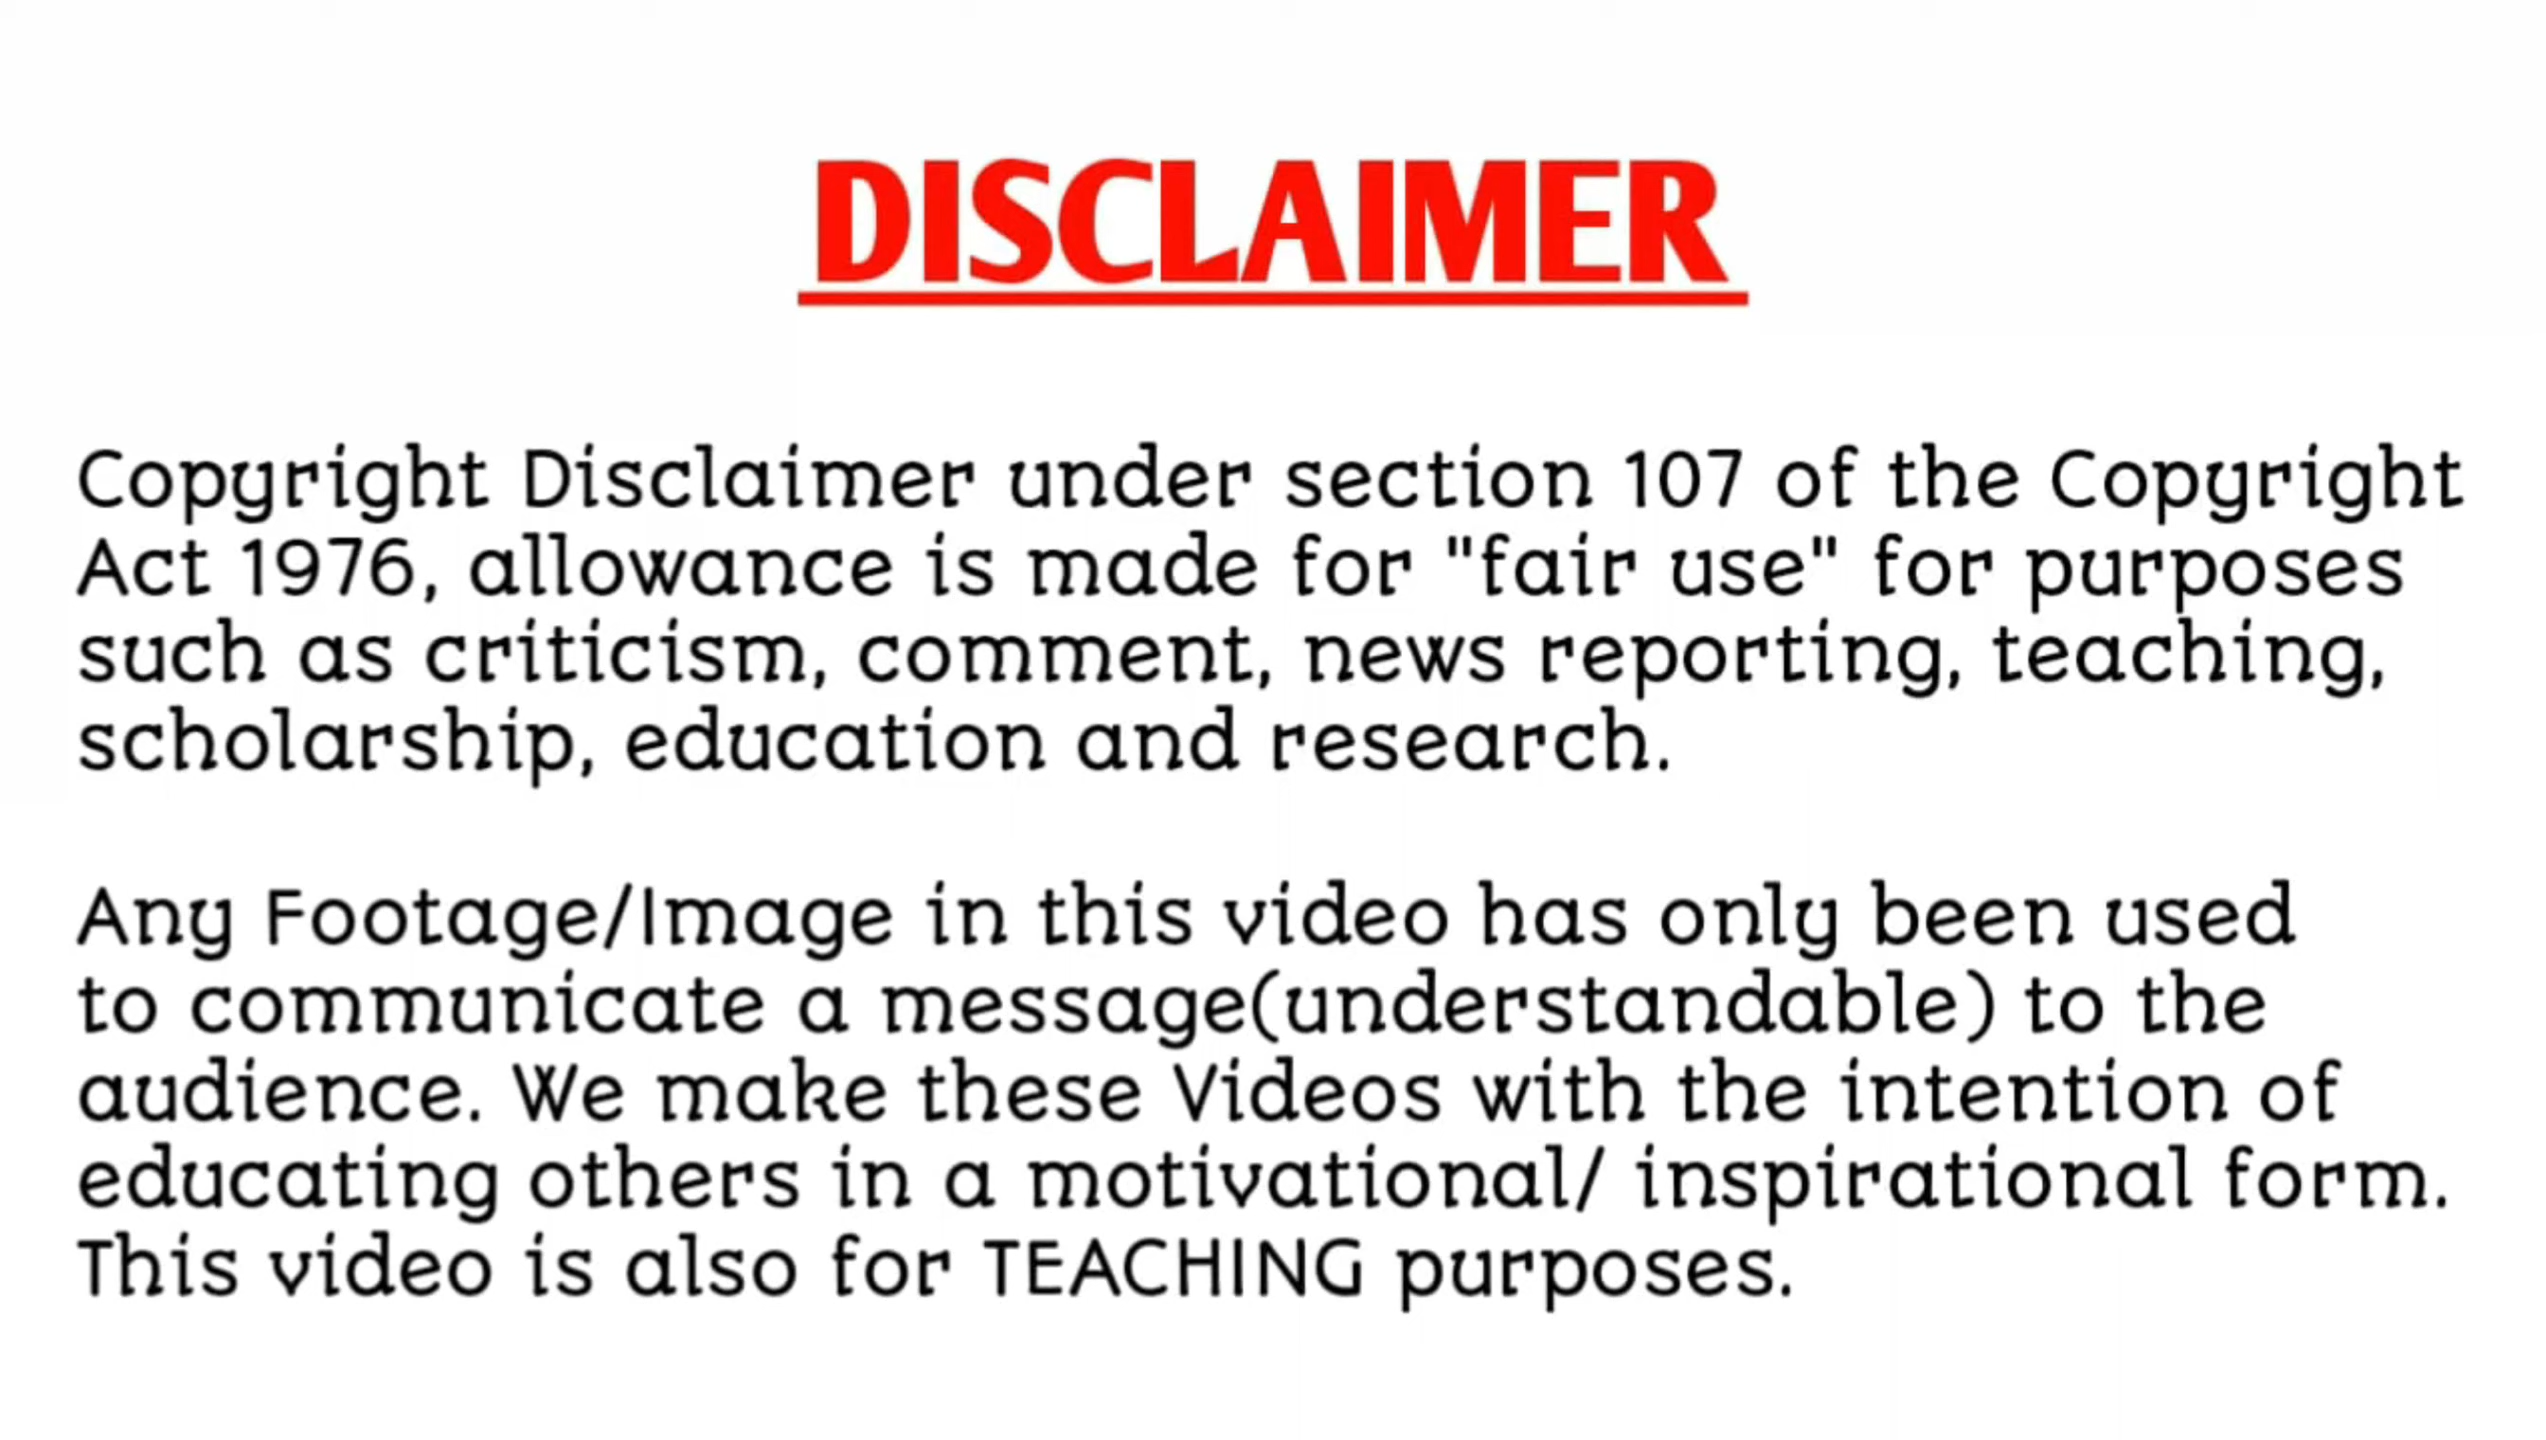 DISCLAIMER
Copyright Disclaimer under section 107 of the Copyright
Act 1976, allowance is made for "fair use" for purposes
such as criticism, comment, news reporting, teaching,
scholarship, education and research.
Any Footage/Image in this video has only been used
to communicate a message(understandable) to the
audience. We make these Videos with the intention of
educating others in a motivational/ inspirational form.
This video is also for TEACHING purposes.